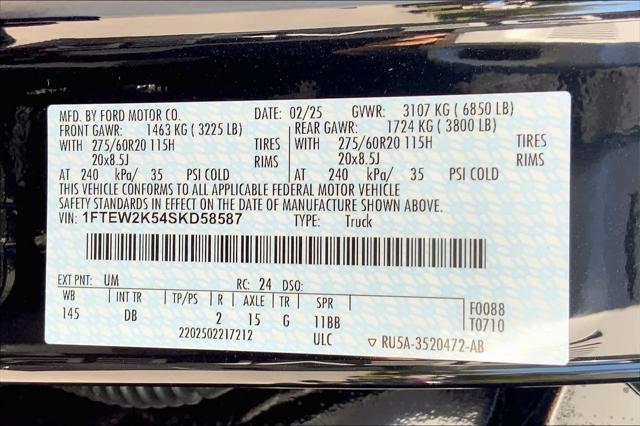 MFD. BY FORD MOTOR CO. DATE: 02/25 GVWR: 3107 KG ( 6850 LB)
FRONT GAWR: 1463 KG ( 3225 LB) REAR GAWR: 1724 KG ( 3800 LB)
WITH 275/60R20 115H TIRES WITH 275/60R20 115H TIRES
20x8.5J RIMS 20x8.5J RIMS
AT 240 kPa/ 35 PSI COLD AT 240 kPa/ 35 PSI COLD
THIS VEHICLE CONFORMS TO ALL APPLICABLE FEDERAL MOTOR VEHICLE
SAFETY STANDARDS IN EFFECT ON THE DATE OF MANUFACTURE SHOWN ABOVE.
VIN: 1FTEW2K54SKD58587 TYPE: Truck
EXT PNT: UM RC: 24 DSO:
WB INT TR TP/PS R AXLE TR SPR F0088
145 DB 2 15 G 11BB T0710
2202502217212 ULC ▽ RU5A-3520472-AB